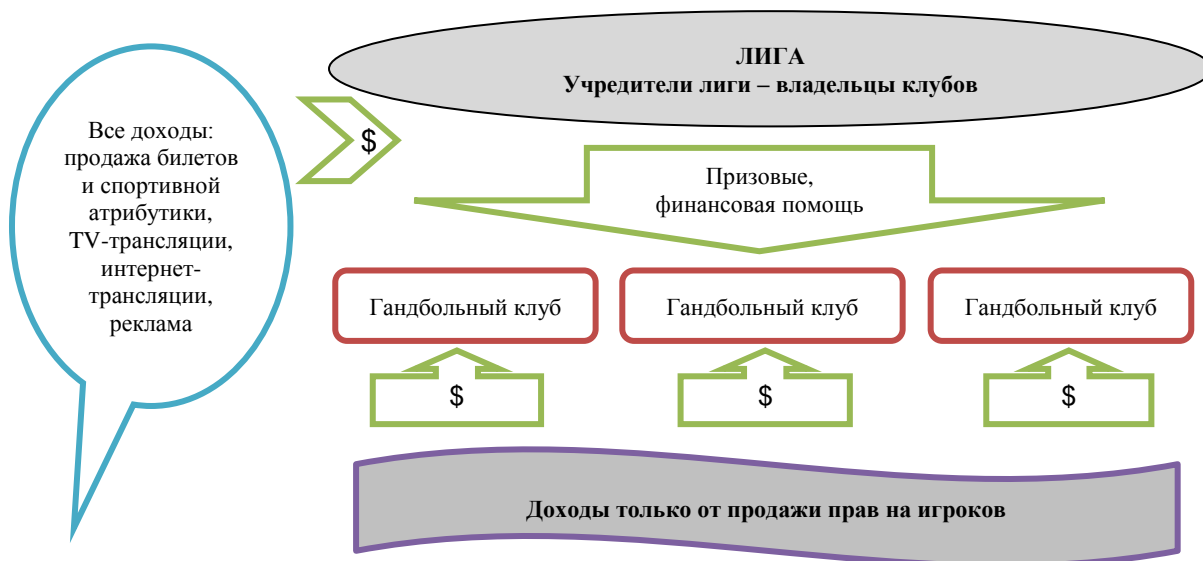 ЛИГА
Учредители лиги – владельцы клубов
Все доходы:
продажа билетов
и спортивной
атрибутики,
TV-трансляции,
интернет-
трансляции,
реклама
$
Призовые,
финансовая помощь
Гандбольный клуб
Гандбольный клуб
Гандбольный клуб
$
$
$
Доходы только от продажи прав на игроков